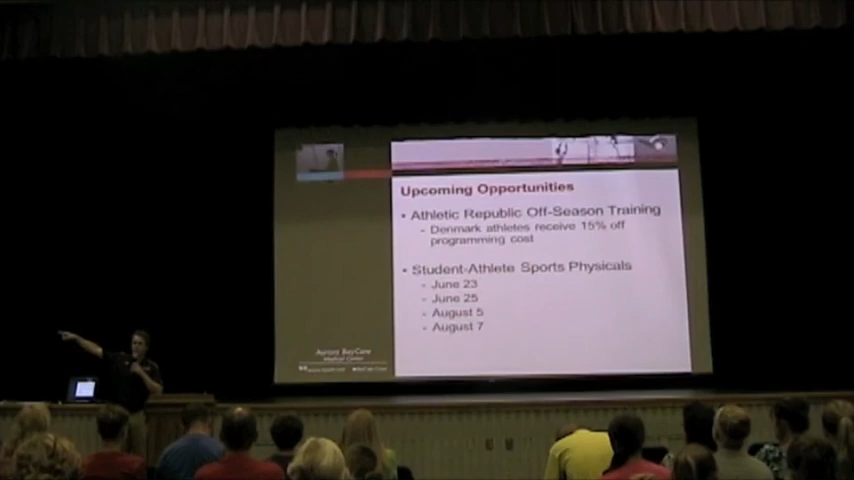 Upcoming Opportunities
• Athletic Republic Off-Season Training
- Denmark athletes receive 15% off
programming cost
• Student-Athlete Sports Physicals
- June 23
- June 25
- August 5
- August 7
Aurora BayCare
Medical Center